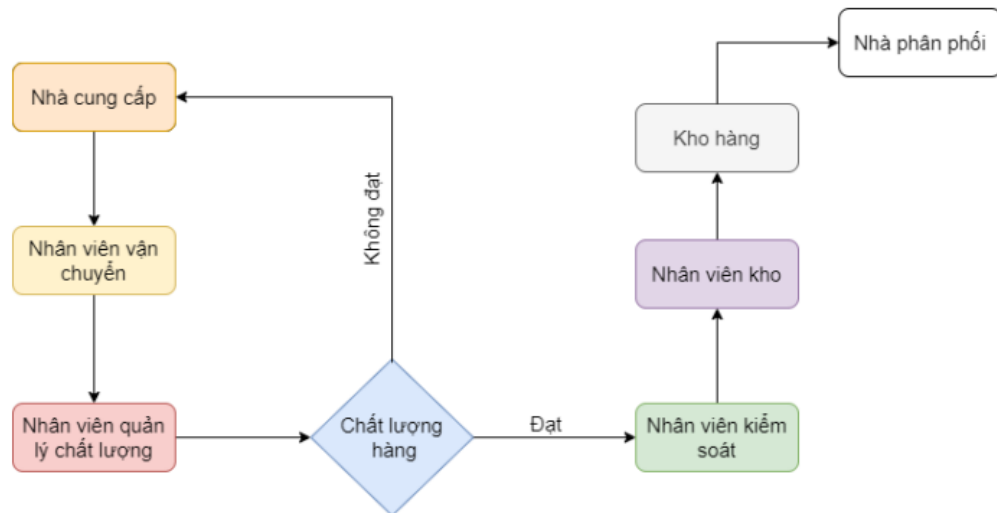 Nhà cung cấp
Nhân viên vận
chuyển
Nhân viên quản
lý chất lượng
Chất lượng
hàng
Không đạt
Đạt
Nhân viên kiểm
soát
Nhân viên kho
Kho hàng
Nhà phân phối